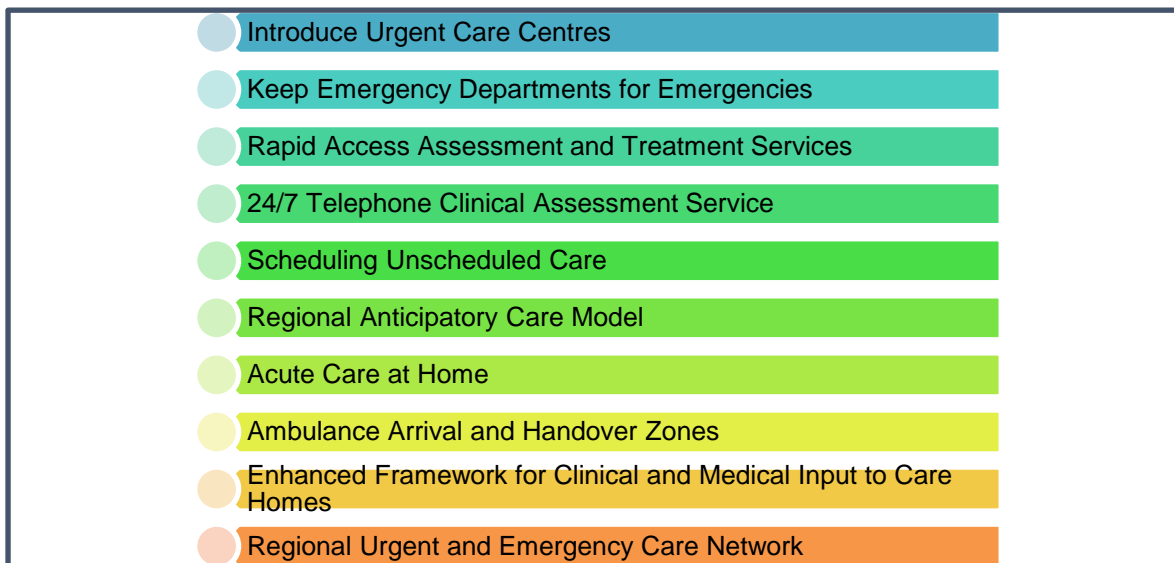 Introduce Urgent Care Centres
Keep Emergency Departments for Emergencies
Rapid Access Assessment and Treatment Services
24/7 Telephone Clinical Assessment Service
Scheduling Unscheduled Care
Regional Anticipatory Care Model
Acute Care at Home
Ambulance Arrival and Handover Zones
Enhanced Framework for Clinical and Medical Input to Care
Homes
Regional Urgent and Emergency Care Network